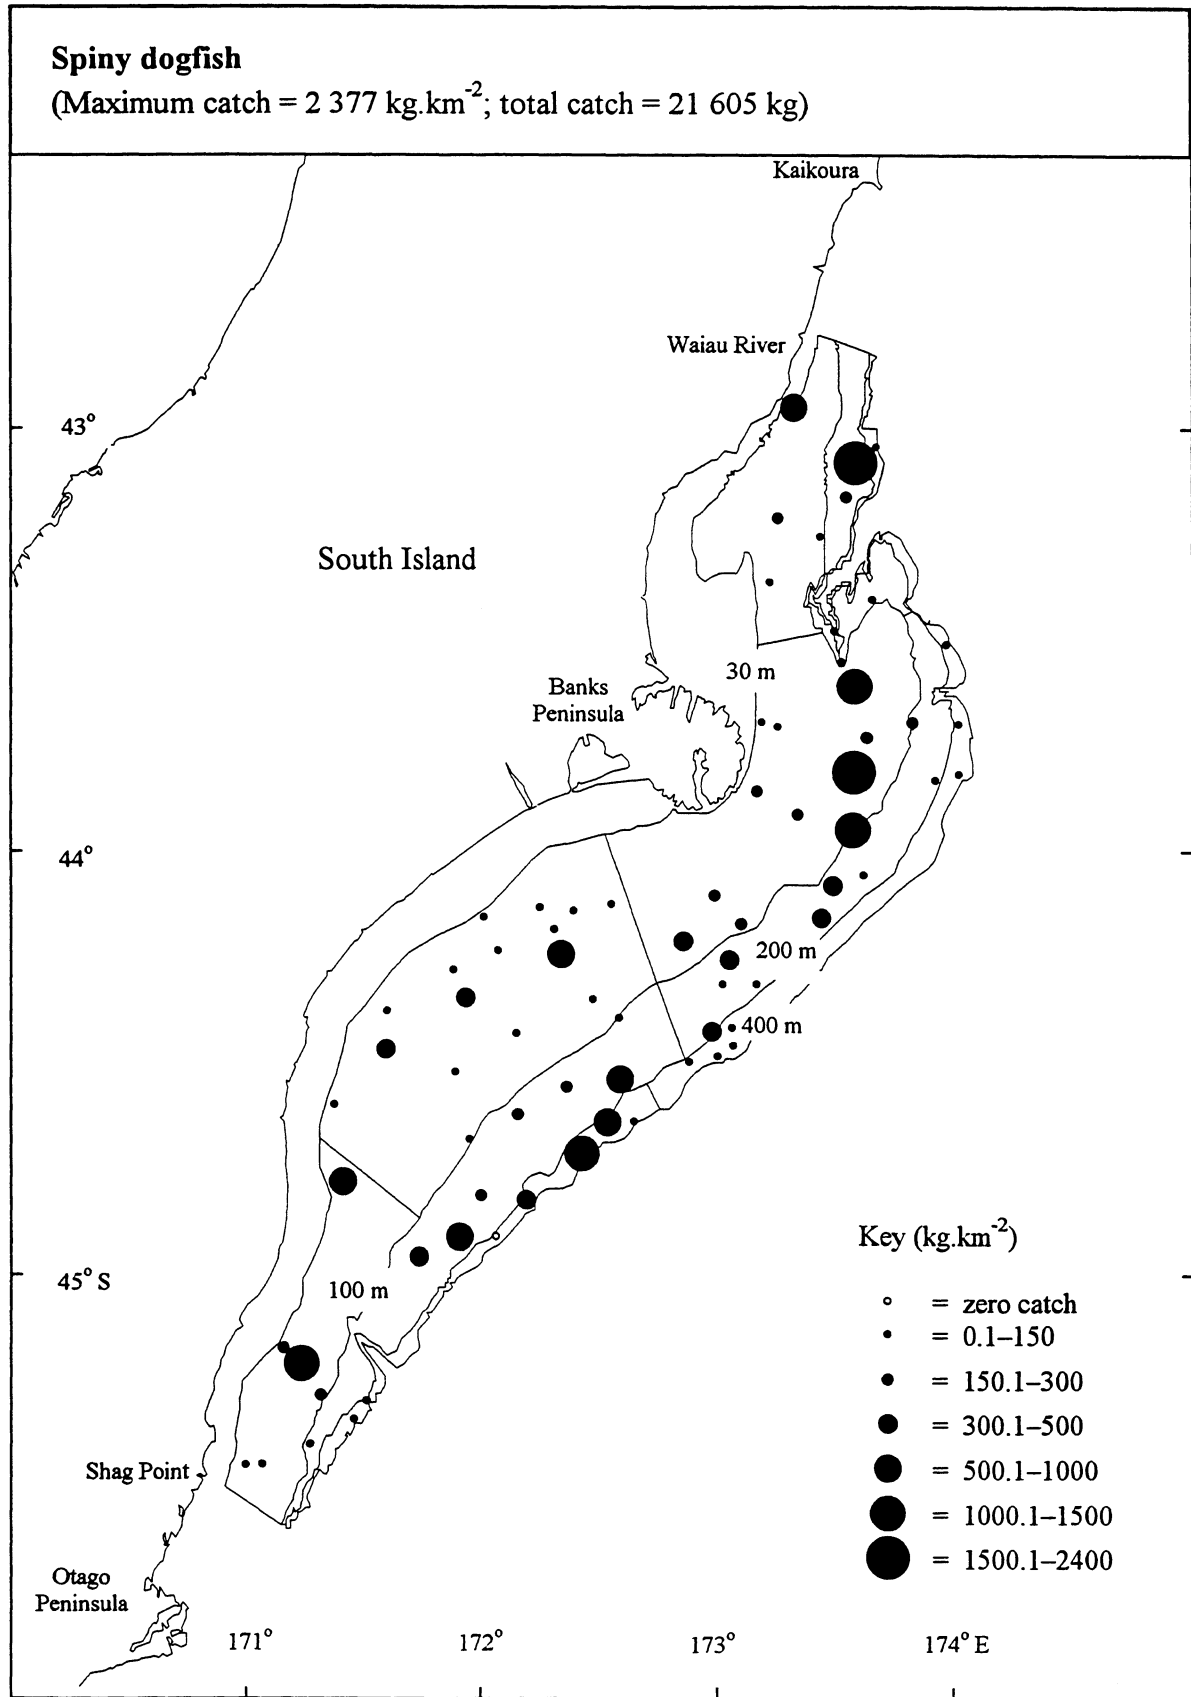 Spiny dogfish
(Maximum catch = 2 377 kg.km-2; total catch = 21 605 kg)
Kaikoura
Waiau River
43°
South Island
30 m
Banks
Peninsula
44°
200 m
400 m
Key (kg.km-2)
45° S
100 m
= zero catch
= 0.1–150
= 150.1–300
= 300.1–500
= 500.1–1000
= 1000.1–1500
= 1500.1–2400
Shag Point
Otago
Peninsula
171° 172° 173° 174° E